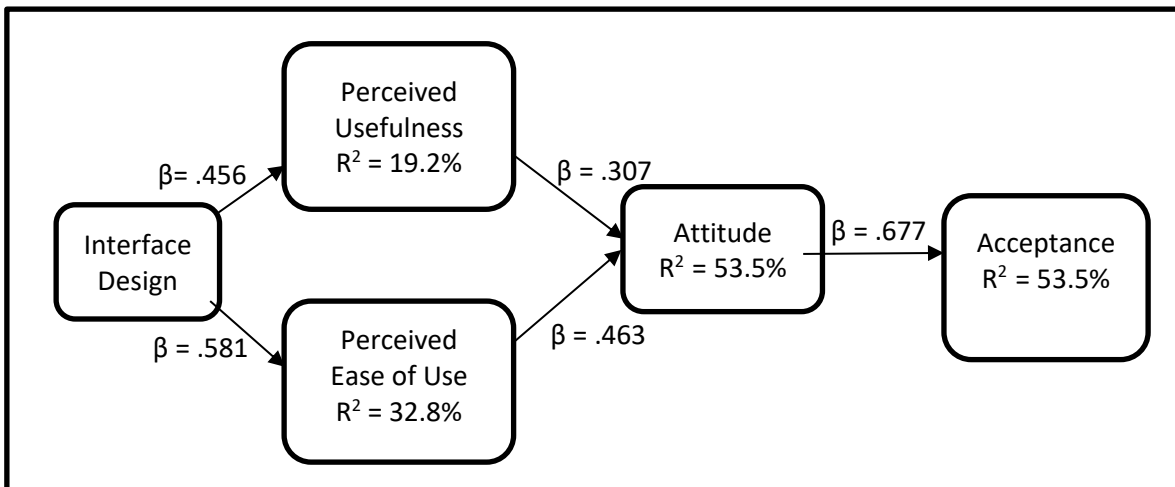 Perceived
Usefulness
R² = 19.2%
β= .456
β = .307
Interface
Design
Attitude
R² = 53.5%
β = .677
Acceptance
R² = 53.5%
β = .581
Perceived
Ease of Use
R² = 32.8%
β = .463